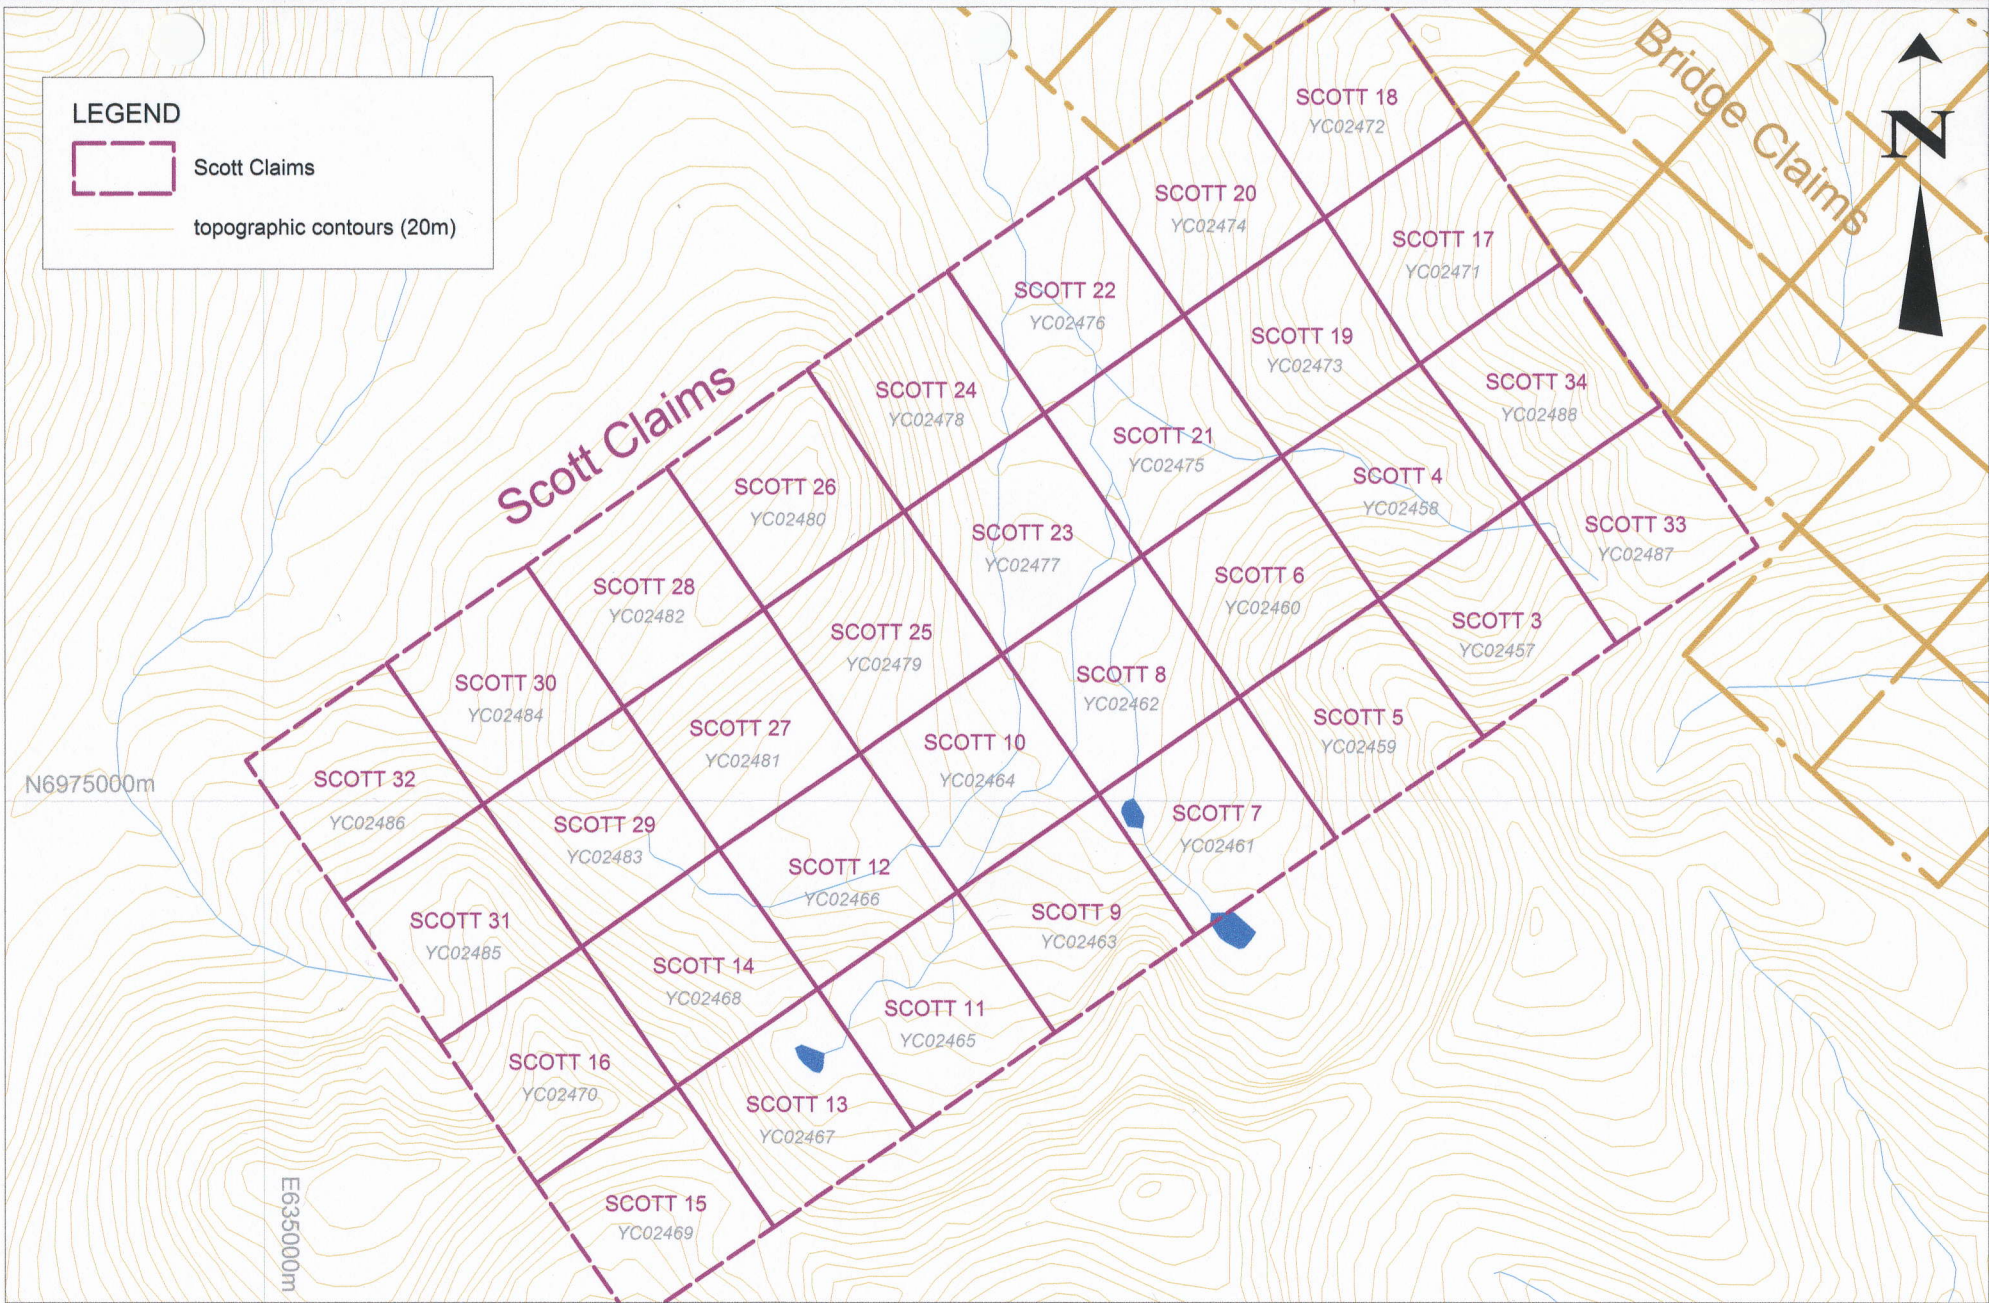 LEGEND
Scott Claims
topographic contours (20m)
Bridge Claims
N
Scott Claims
SCOTT 18
YC02472
SCOTT 20
YC02474
SCOTT 17
YC02471
SCOTT 22
YC02476
SCOTT 19
YC02473
SCOTT 34
YC02488
SCOTT 24
YC02478
SCOTT 21
YC02475
SCOTT 4
YC02458
SCOTT 33
YC02487
SCOTT 26
YC02480
SCOTT 23
YC02477
SCOTT 6
YC02460
SCOTT 3
YC02457
SCOTT 28
YC02482
SCOTT 25
YC02479
SCOTT 8
YC02462
SCOTT 5
YC02459
SCOTT 30
YC02484
SCOTT 27
YC02481
SCOTT 10
YC02464
SCOTT 7
YC02461
SCOTT 32
YC02486
SCOTT 29
YC02483
SCOTT 12
YC02466
SCOTT 9
YC02463
SCOTT 31
YC02485
SCOTT 14
YC02468
SCOTT 11
YC02465
SCOTT 16
YC02470
SCOTT 13
YC02467
SCOTT 15
YC02469
N6975000m
E635000m